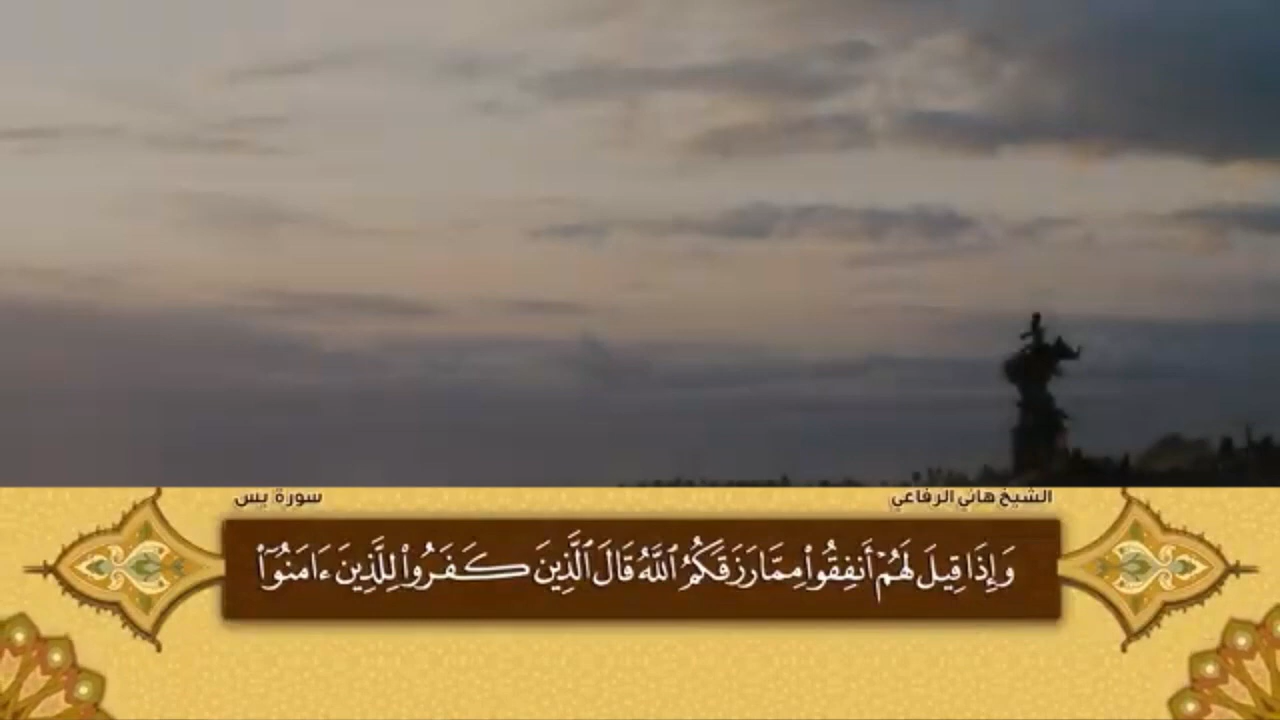 الشيخ هاني الرفاعي
سورة يس
وَإِذَا قِيلَ لَهُمْ أَنفِقُوا۟ مِمَّا رَزَقَكُمُ ٱللَّهُ قَالَ ٱلَّذِينَ كَفَرُوا۟ لِلَّذِينَ ءَامَنُوٓا۟